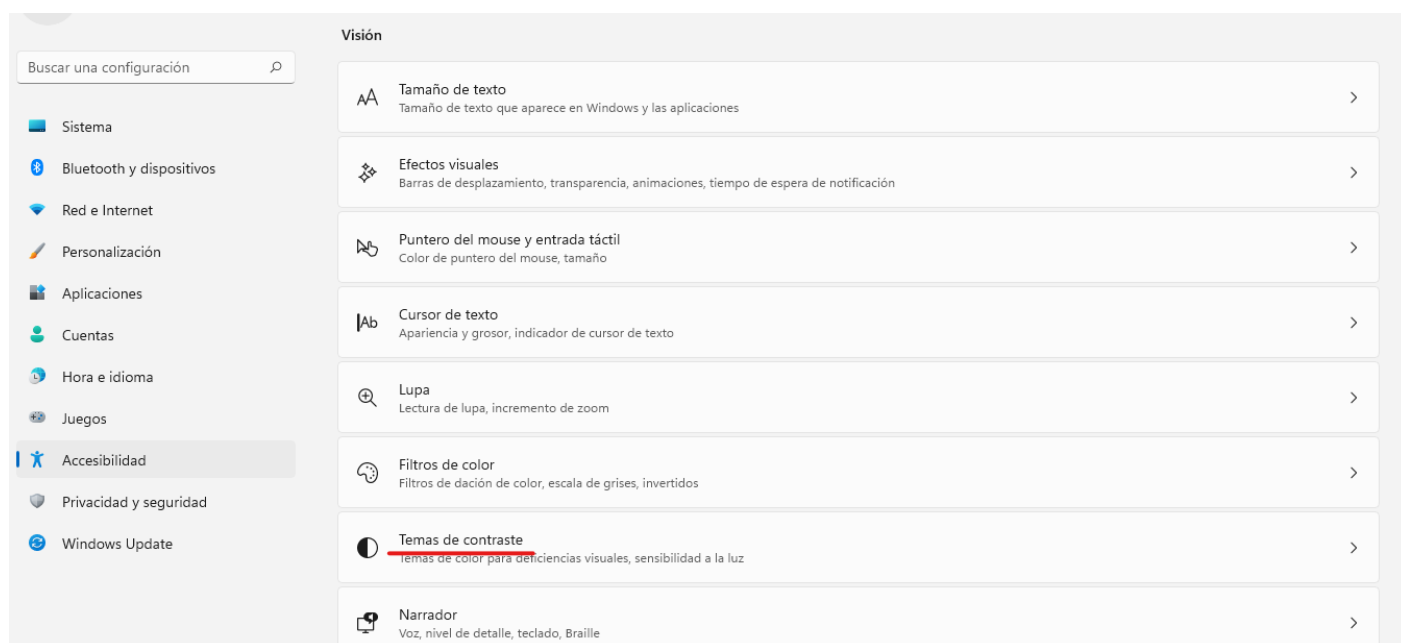 Visión
Buscar una configuración
Sistema
Bluetooth y dispositivos
Red e Internet
Personalización
Aplicaciones
Cuentas
Hora e idioma
Juegos
Accesibilidad
Privacidad y seguridad
Windows Update
Tamaño de texto
Tamaño de texto que aparece en Windows y las aplicaciones
Efectos visuales
Barras de desplazamiento, transparencia, animaciones, tiempo de espera de notificación
Puntero del mouse y entrada táctil
Color de puntero del mouse, tamaño
Ab
Cursor de texto
Apariencia y grosor, indicador de cursor de texto
Lupa
Lectura de lupa, incremento de zoom
Filtros de color
Filtros de dación de color, escala de grises, invertidos
Temas de contraste
Temas de color para deficiencias visuales, sensibilidad a la luz
Narrador
Voz, nivel de detalle, teclado, Braille